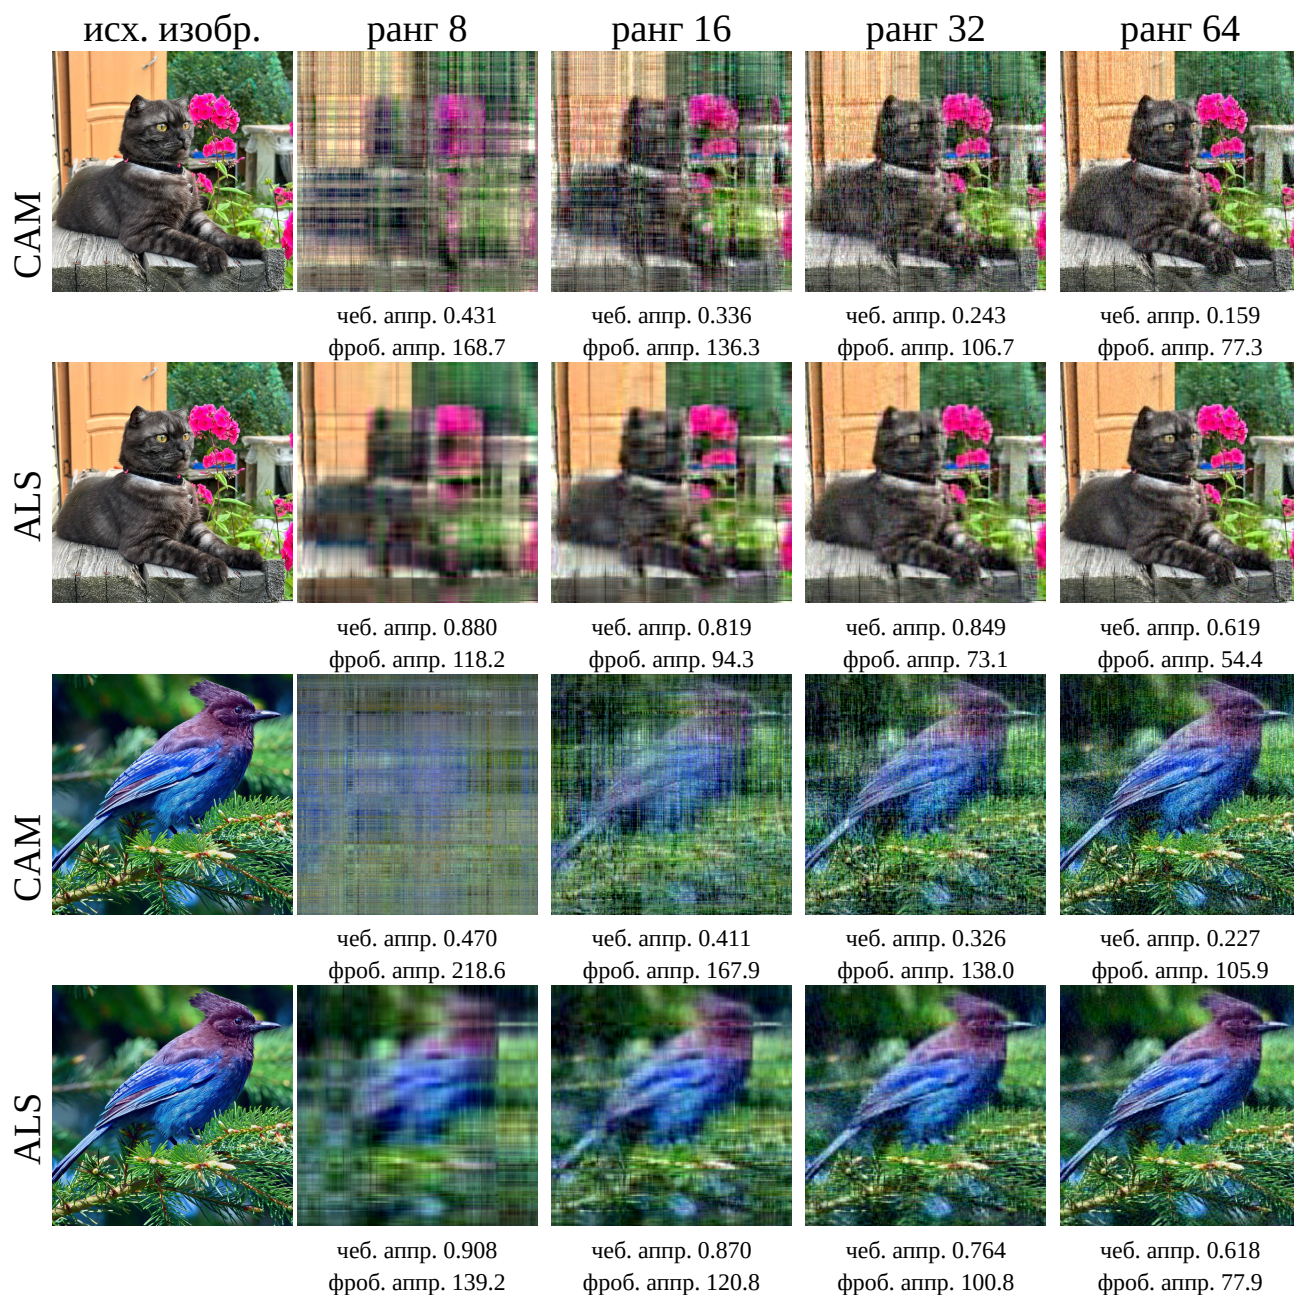 исх. изобр. ранг 8 ранг 16 ранг 32 ранг 64
CAM
чеб. аппр. 0.431 чеб. аппр. 0.336 чеб. аппр. 0.243 чеб. аппр. 0.159
фроб. аппр. 168.7 фроб. аппр. 136.3 фроб. аппр. 106.7 фроб. аппр. 77.3
ALS
чеб. аппр. 0.880 чеб. аппр. 0.819 чеб. аппр. 0.849 чеб. аппр. 0.619
фроб. аппр. 118.2 фроб. аппр. 94.3 фроб. аппр. 73.1 фроб. аппр. 54.4
CAM
чеб. аппр. 0.470 чеб. аппр. 0.411 чеб. аппр. 0.326 чеб. аппр. 0.227
фроб. аппр. 218.6 фроб. аппр. 167.9 фроб. аппр. 138.0 фроб. аппр. 105.9
ALS
чеб. аппр. 0.908 чеб. аппр. 0.870 чеб. аппр. 0.764 чеб. аппр. 0.618
фроб. аппр. 139.2 фроб. аппр. 120.8 фроб. аппр. 100.8 фроб. аппр. 77.9